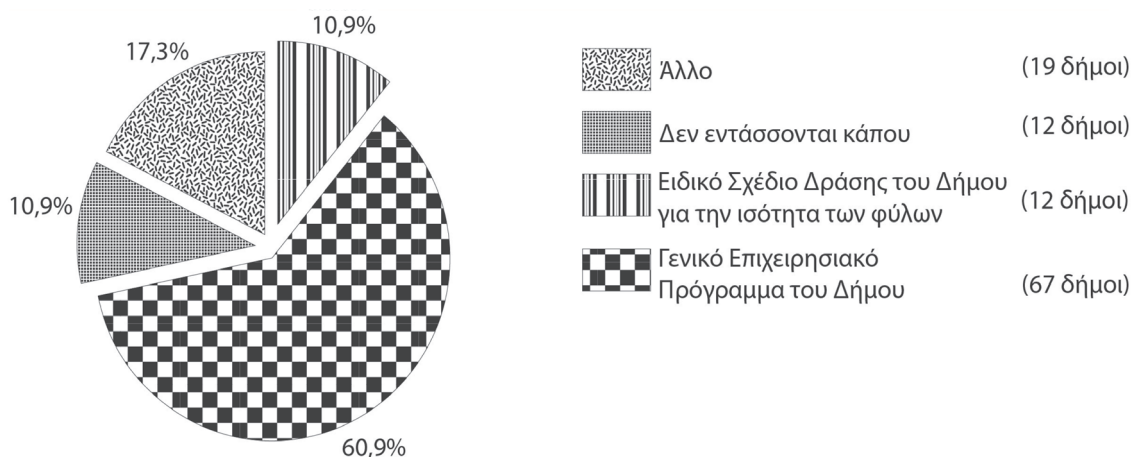 10,9%
17,3%
10,9%
60,9%
Άλλο (19 δήμοι)
Δεν εντάσσονται κάπου (12 δήμοι)
Ειδικό Σχέδιο Δράσης του Δήμου
για την ισότητα των φύλων (12 δήμοι)
Γενικό Επιχειρησιακό
Πρόγραμμα του Δήμου (67 δήμοι)